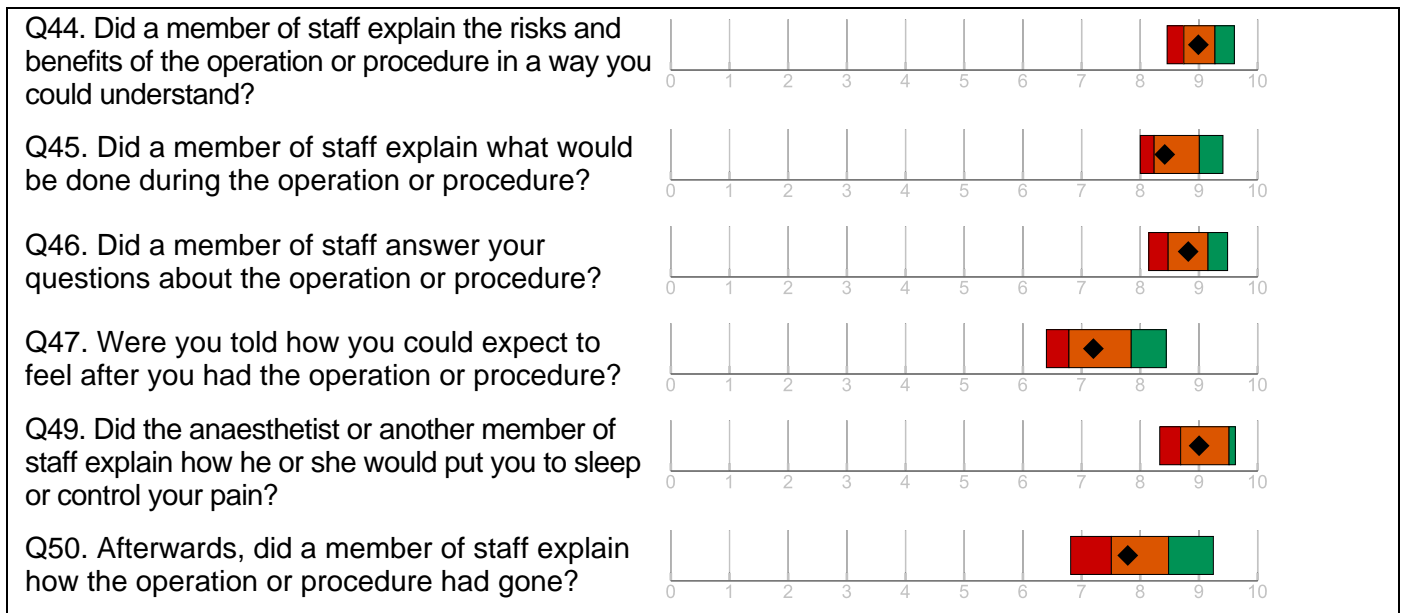 Q44. Did a member of staff explain the risks and
benefits of the operation or procedure in a way you
could understand?
0 1 2 3 4 5 6 7 8 9 10
Q45. Did a member of staff explain what would
be done during the operation or procedure?
0 1 2 3 4 5 6 7 8 9 10
Q46. Did a member of staff answer your
questions about the operation or procedure?
0 1 2 3 4 5 6 7 8 9 10
Q47. Were you told how you could expect to
feel after you had the operation or procedure?
0 1 2 3 4 5 6 7 8 9 10
Q49. Did the anaesthetist or another member of
staff explain how he or she would put you to sleep
or control your pain?
0 1 2 3 4 5 6 7 8 9 10
Q50. Afterwards, did a member of staff explain
how the operation or procedure had gone?
0 1 2 3 4 5 6 7 8 9 10